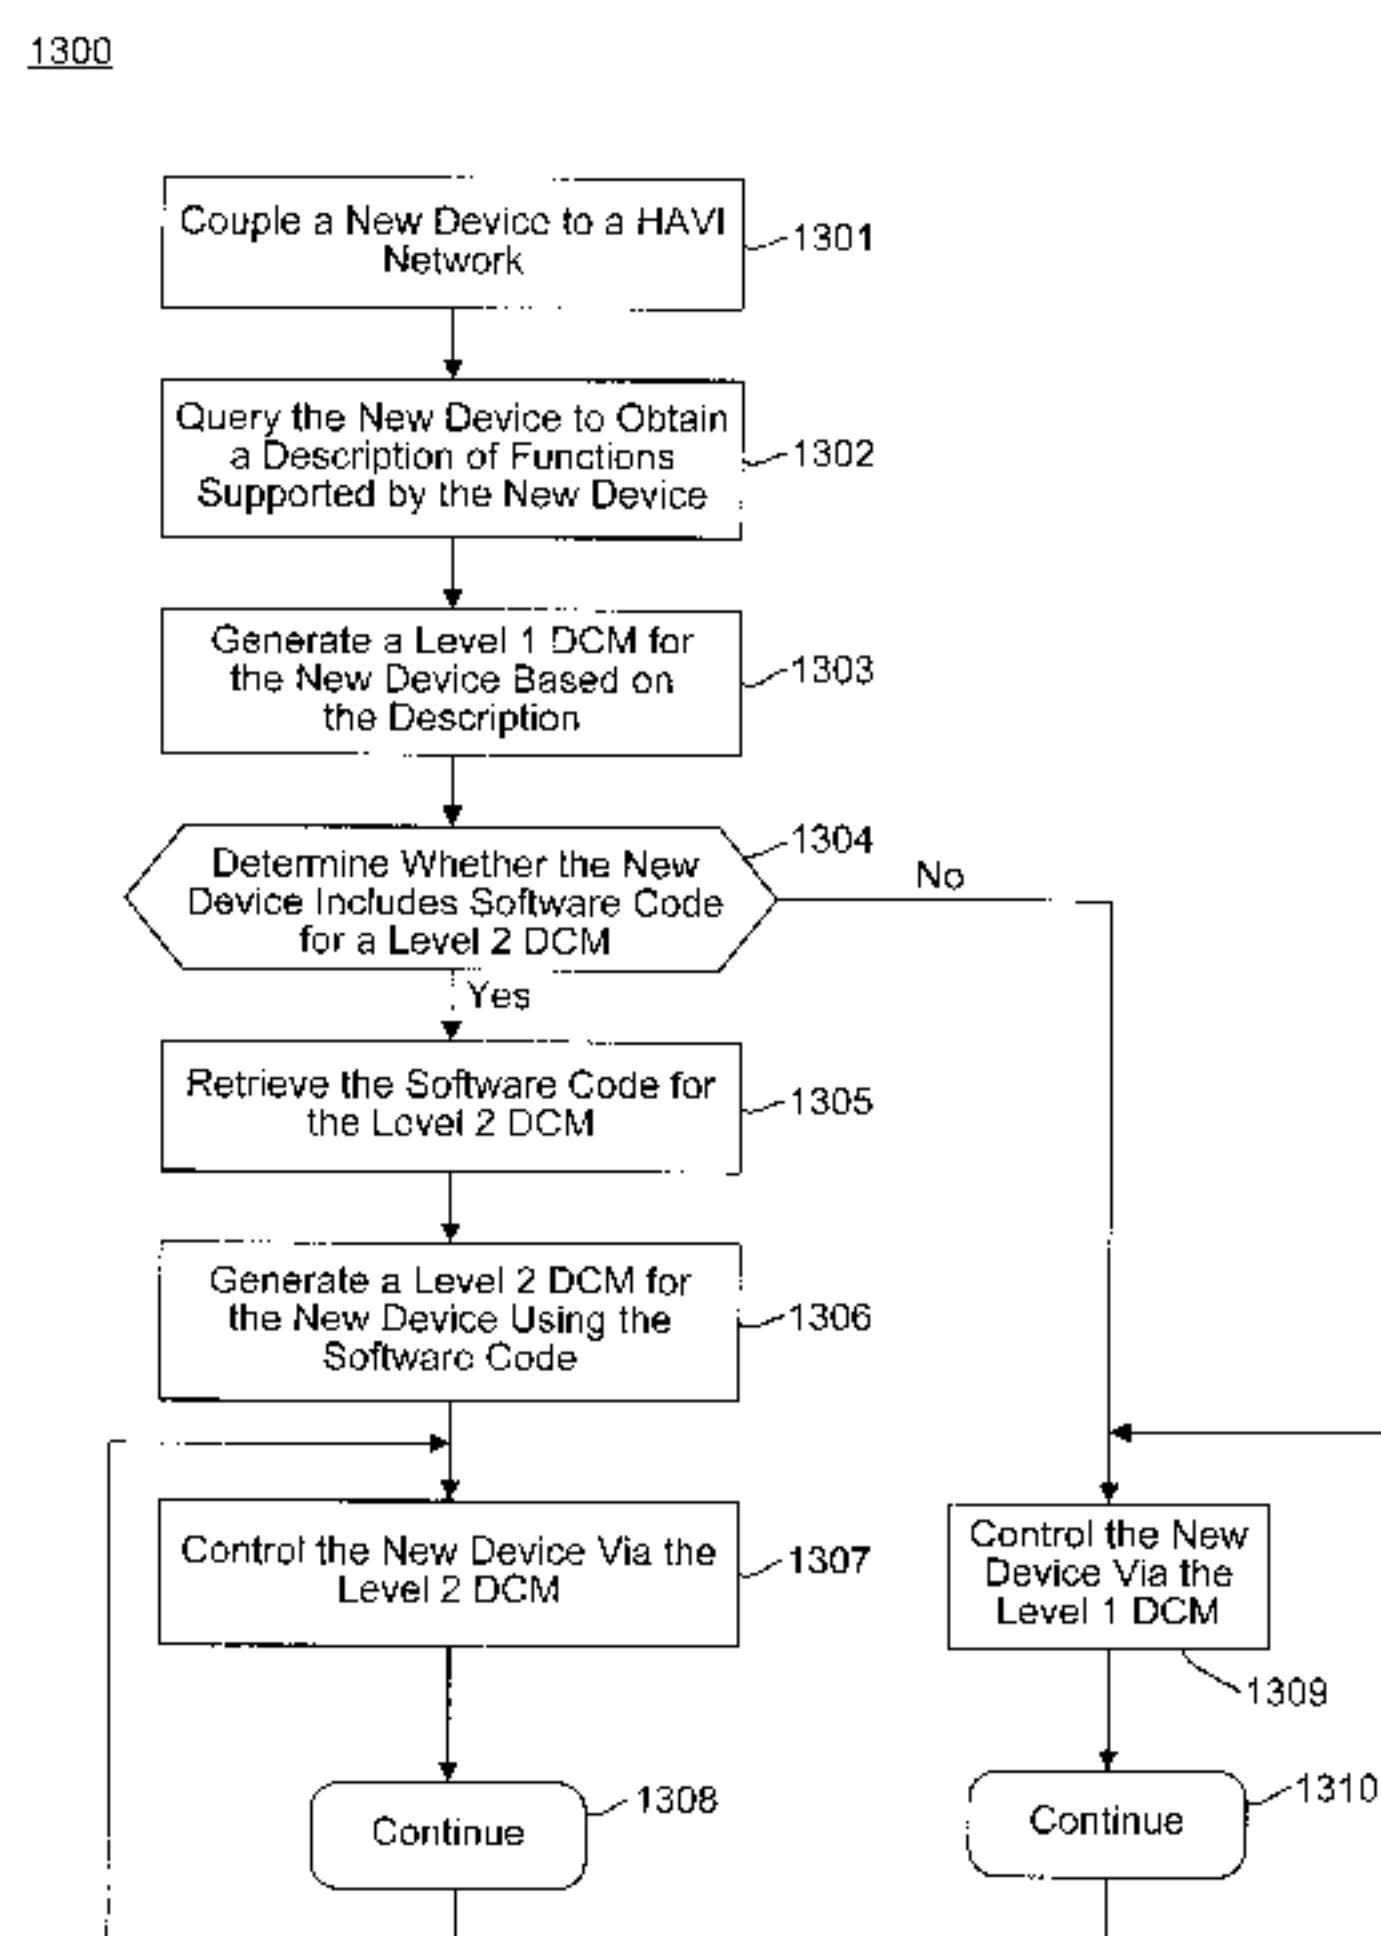 1300
Couple a New Device to a HAVI
Network
1301
Query the New Device to Obtain
a Description of Functions
Supported by the New Device
1302
Generate a Level 1 DCM for
the New Device Based on
the Description
1303
Determine Whether the New
Device Includes Software Code
for a Level 2 DCM
1304
No
Yes
Retrieve the Software Code for
the Level 2 DCM
1305
Generate a Level 2 DCM for
the New Device Using the
Software Code
1306
Control the New Device Via the
Level 2 DCM
1307
Control the New
Device Via the
Level 1 DCM
1309
Continue
1308
Continue
1310